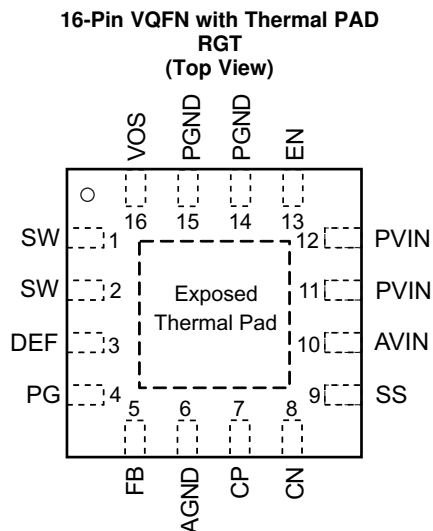 16-Pin VQFN with Thermal PAD
RGT
(Top View)
VOS
PGND
PGND
EN
16
15
14
13
SW
1
12
PVIN
SW
2
11
PVIN
Exposed
Thermal Pad
DEF
3
10
AVIN
PG
4
9
SS
5
6
7
8
FB
AGND
CP
CN